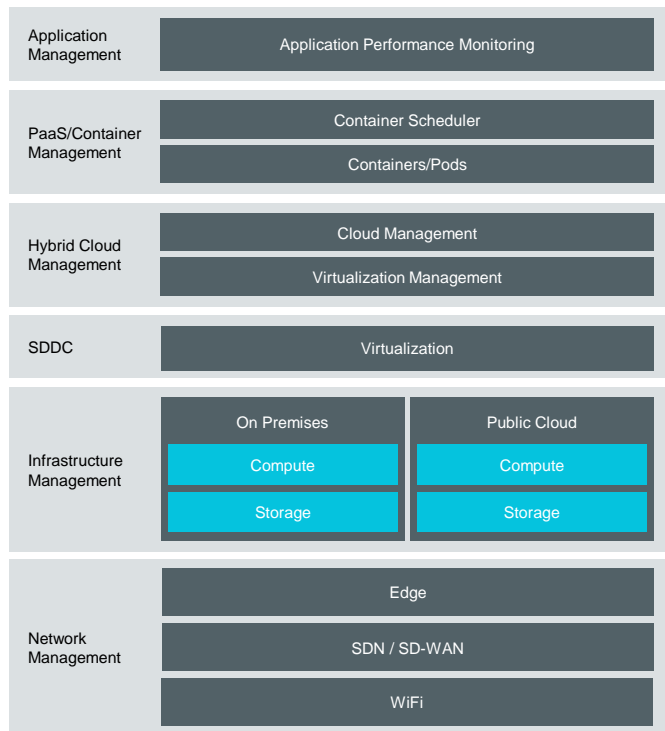 Application
Management
Application Performance Monitoring
PaaS/Container
Management
Container Scheduler
Containers/Pods
Hybrid Cloud
Management
Cloud Management
Virtualization Management
SDDC
Virtualization
Infrastructure
Management
On Premises
Compute
Storage
Public Cloud
Compute
Storage
Network
Management
Edge
SDN / SD-WAN
WiFi